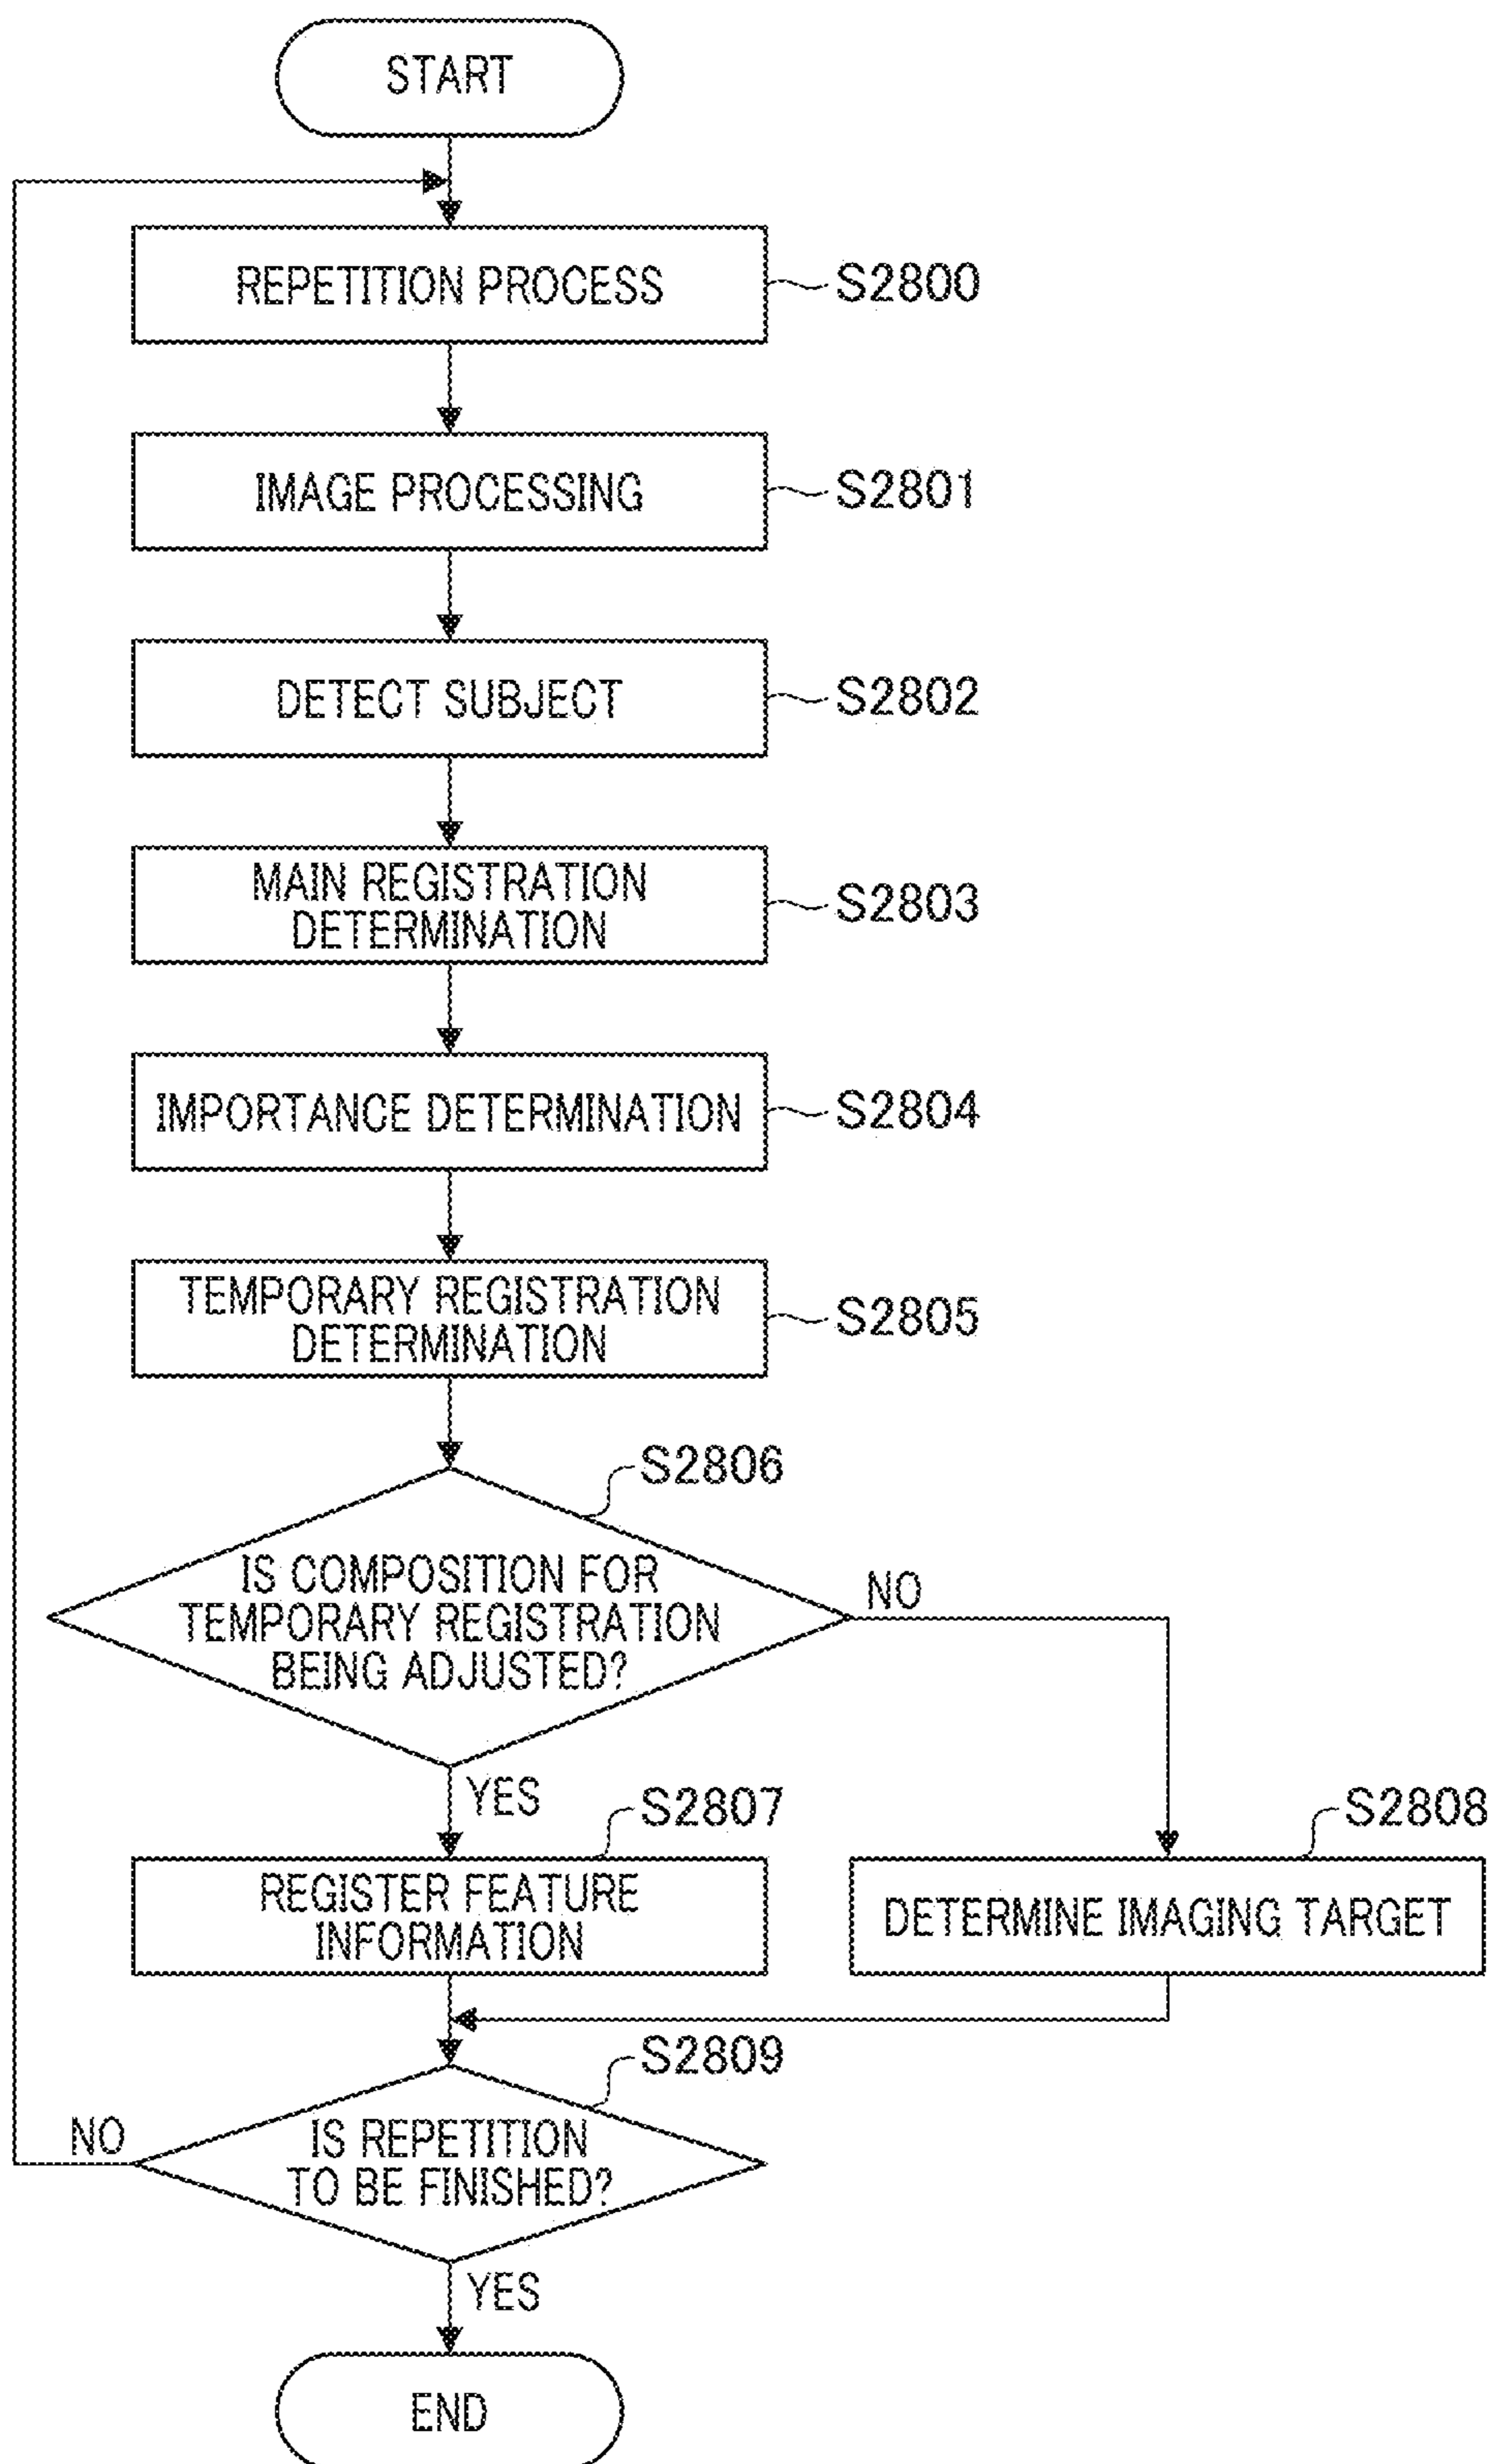 START
REPETITION PROCESS
S2800
IMAGE PROCESSING
S2801
DETECT SUBJECT
S2802
MAIN REGISTRATION
DETERMINATION
S2803
IMPORTANCE DETERMINATION
S2804
TEMPORARY REGISTRATION
DETERMINATION
S2805
S2806
IS COMPOSITION FOR
TEMPORARY REGISTRATION
BEING ADJUSTED?
NO
YES
S2807
REGISTER FEATURE
INFORMATION
S2808
DETERMINE IMAGING TARGET
S2809
IS REPETITION
TO BE FINISHED?
NO
YES
END